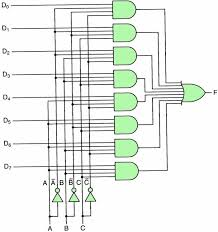 D₀
D₁
D₂
D₃
D₄
D₅
D₆
D₇
F
A A̅ B B̅ C C̅
A B C